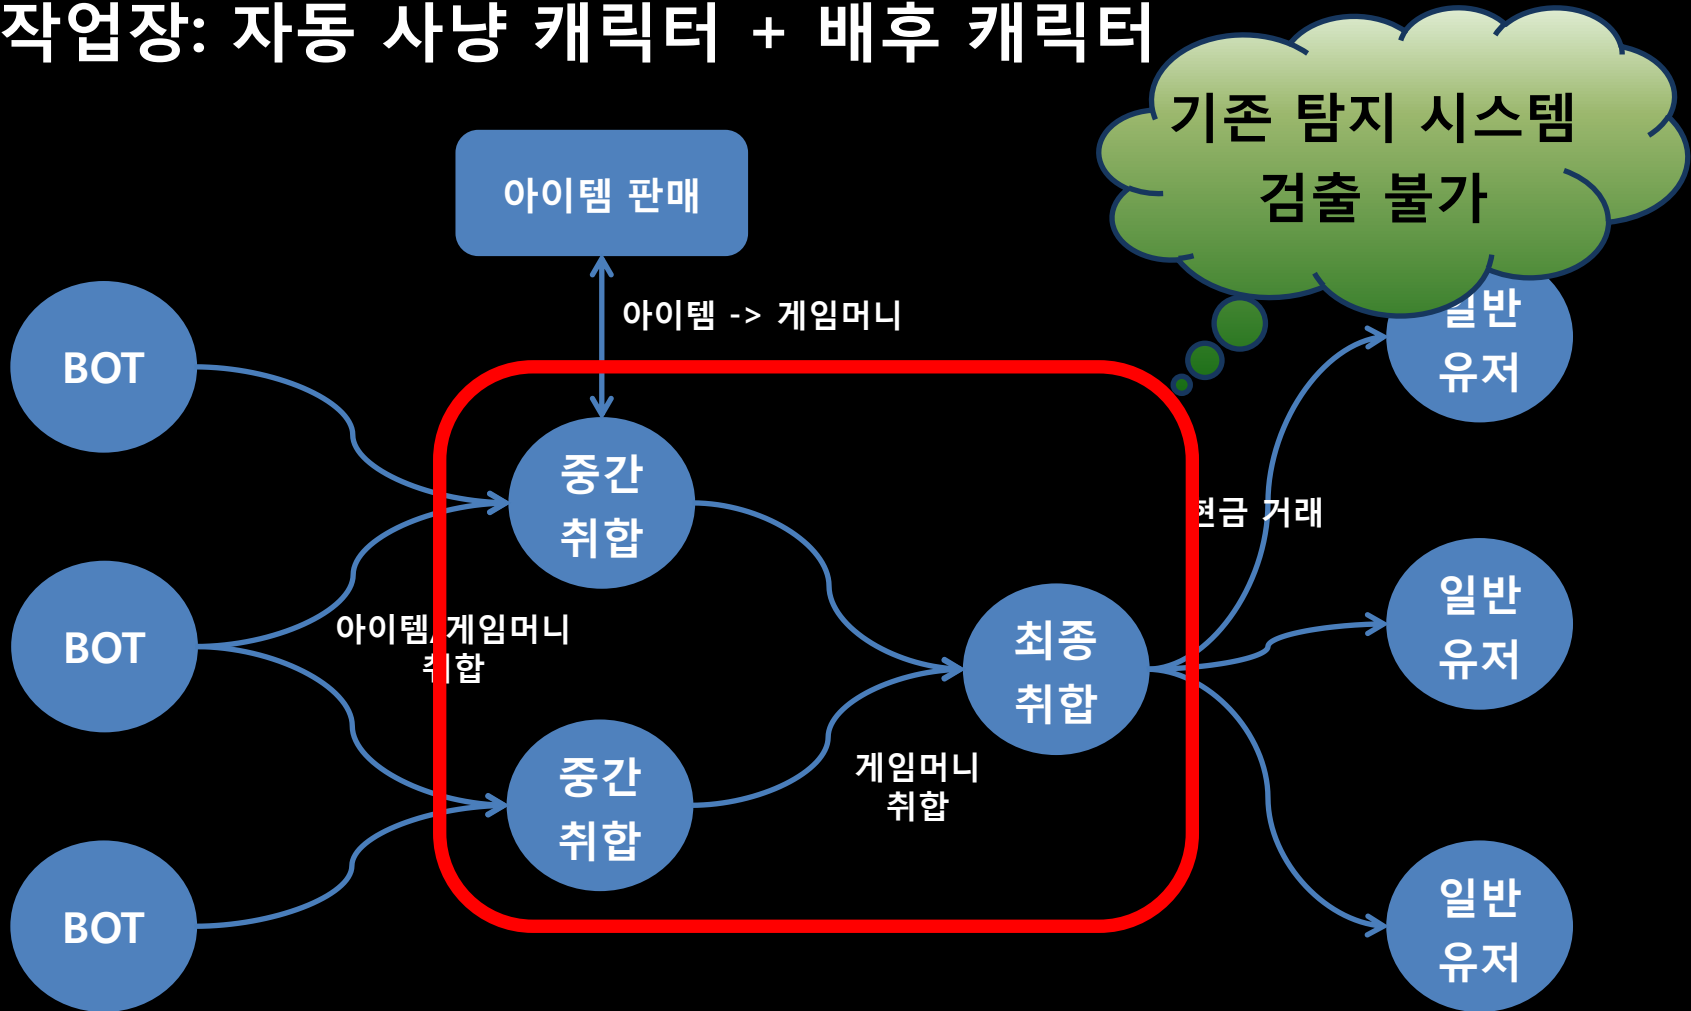 작업장: 자동 사냥 캐릭터 + 배후 캐릭터
기존 탐지 시스템
검출 불가
아이템 판매
아이템 -> 게임머니
BOT
중간
취합
일반
유저
현금 거래
BOT
아이템/게임머니
취합
최종
취합
일반
유저
중간
취합
게임머니
취합
BOT
일반
유저